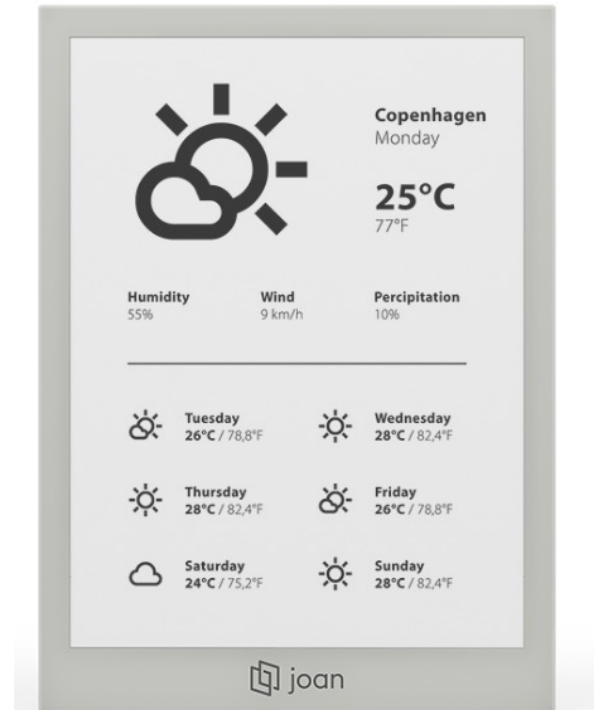 Copenhagen
Monday
25°C
77°F
Humidity
55%
Wind
9 km/h
Percipitation
10%
Tuesday
26°C / 78,8°F
Wednesday
28°C / 82,4°F
Thursday
28°C / 82,4°F
Friday
26°C / 78,8°F
Saturday
24°C / 75,2°F
Sunday
28°C / 82,4°F
joan